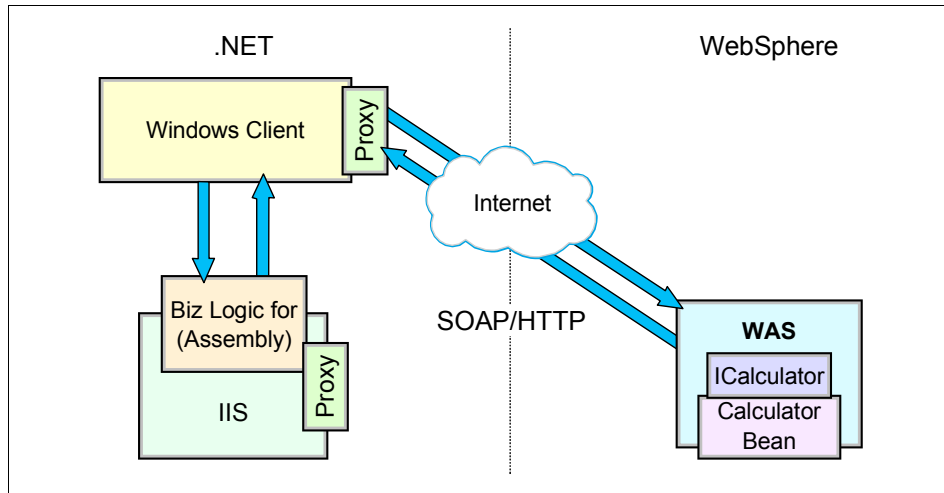 .NET
WebSphere
Windows Client
Proxy
Internet
Biz Logic for
(Assembly)
Proxy
IIS
SOAP/HTTP
WAS
ICalculator
Calculator
Bean